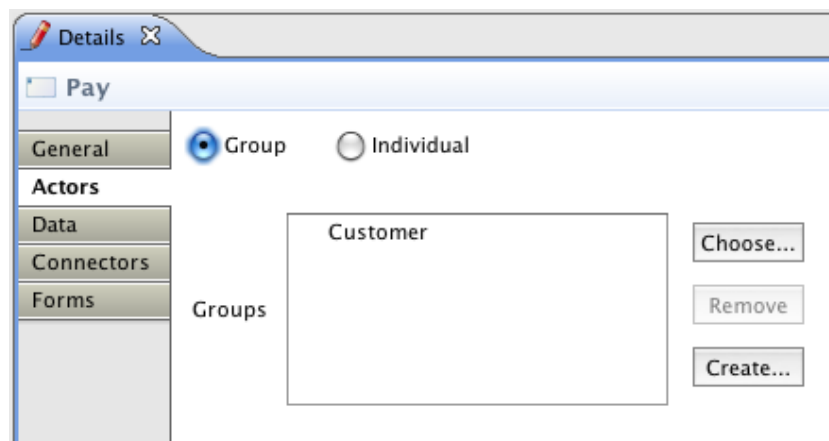 Details
Pay
General
Group Individual
Actors
Data
Customer
Choose...
Connectors
Forms
Groups
Remove
Create...